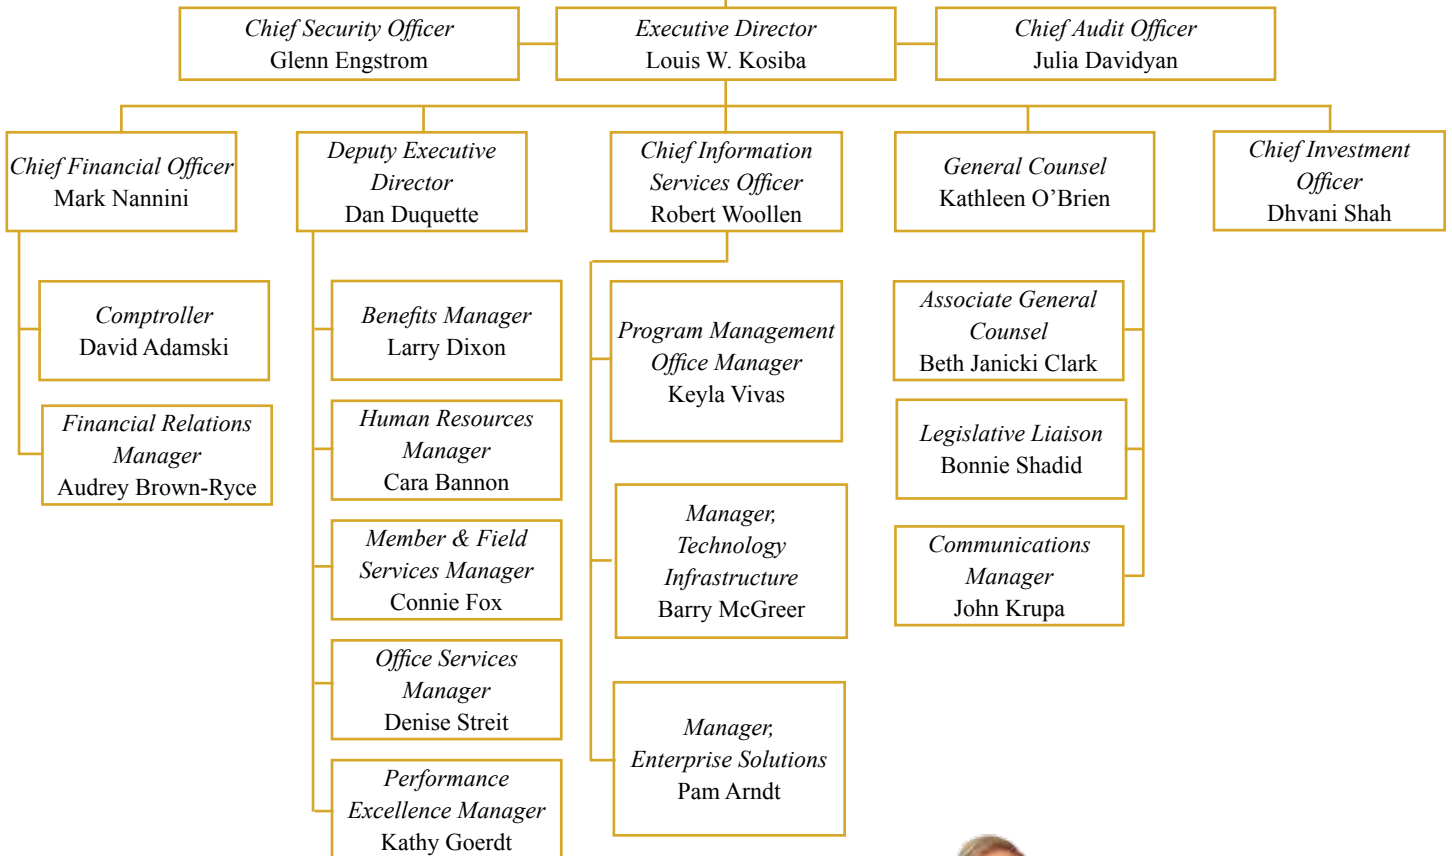 Chief Security Officer
Glenn Engstrom
Executive Director
Louis W. Kosiba
Chief Audit Officer
Julia Davidyan
Chief Financial Officer
Mark Nannini
Deputy Executive
Director
Dan Duquette
Chief Information
Services Officer
Robert Woollen
General Counsel
Kathleen O’Brien
Chief Investment
Officer
Dhvani Shah
Comptroller
David Adamski
Financial Relations
Manager
Audrey Brown-Ryce
Benefits Manager
Larry Dixon
Human Resources
Manager
Cara Bannon
Member & Field
Services Manager
Connie Fox
Office Services
Manager
Denise Streit
Performance
Excellence Manager
Kathy Goerdt
Program Management
Office Manager
Keyla Vivas
Manager,
Technology
Infrastructure
Barry McGreer
Manager,
Enterprise Solutions
Pam Arndt
Associate General
Counsel
Beth Janicki Clark
Legislative Liaison
Bonnie Shadid
Communications
Manager
John Krupa